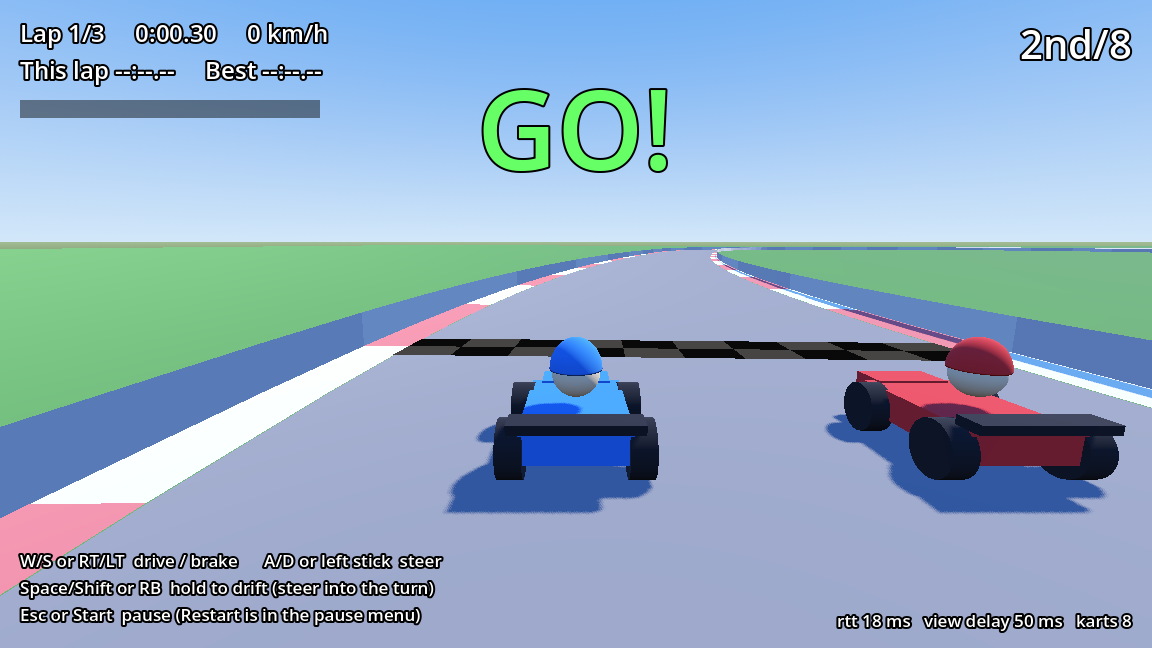 Lap 1/3 0:00.30 0 km/h
2nd/8
This lap --:--.-- Best --:--.--
GO!
W/S or RT/LT drive / brake A/D or left stick steer
Space/Shift or RB hold to drift (steer into the turn)
Esc or Start pause (Restart is in the pause menu)
rtt 18 ms view delay 50 ms karts 8